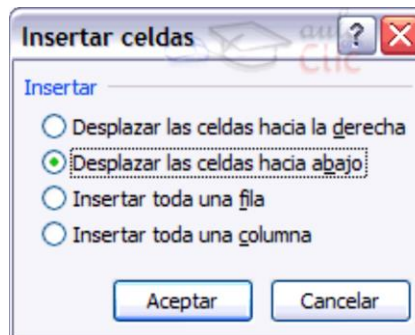 Insertar celdas
aulaClic
Insertar
Desplazar las celdas hacia la derecha
Desplazar las celdas hacia abajo
Insertar toda una fila
Insertar toda una columna
Aceptar
Cancelar